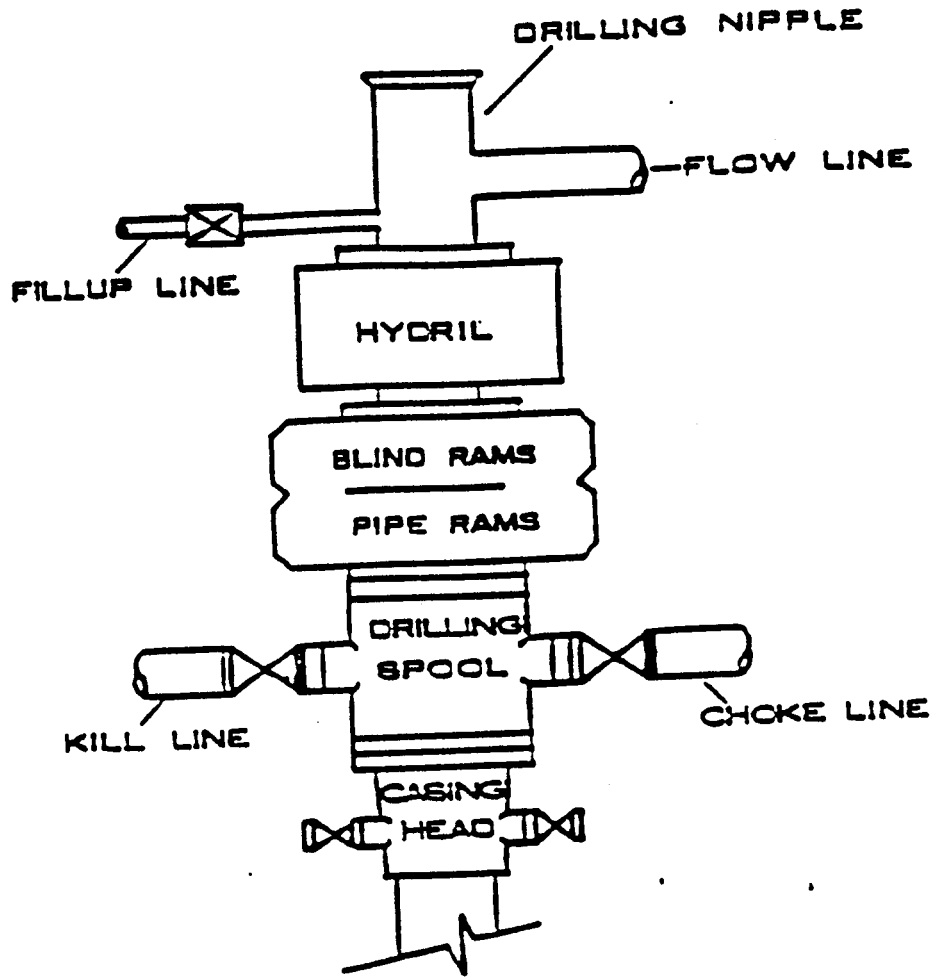 DRILLING NIPPLE
FLOW LINE
FILLUP LINE
HYDRIL
BLIND RAMS
PIPE RAMS
DRILLING
SPOOL
KILL LINE
CHOKE LINE
CASING
HEAD